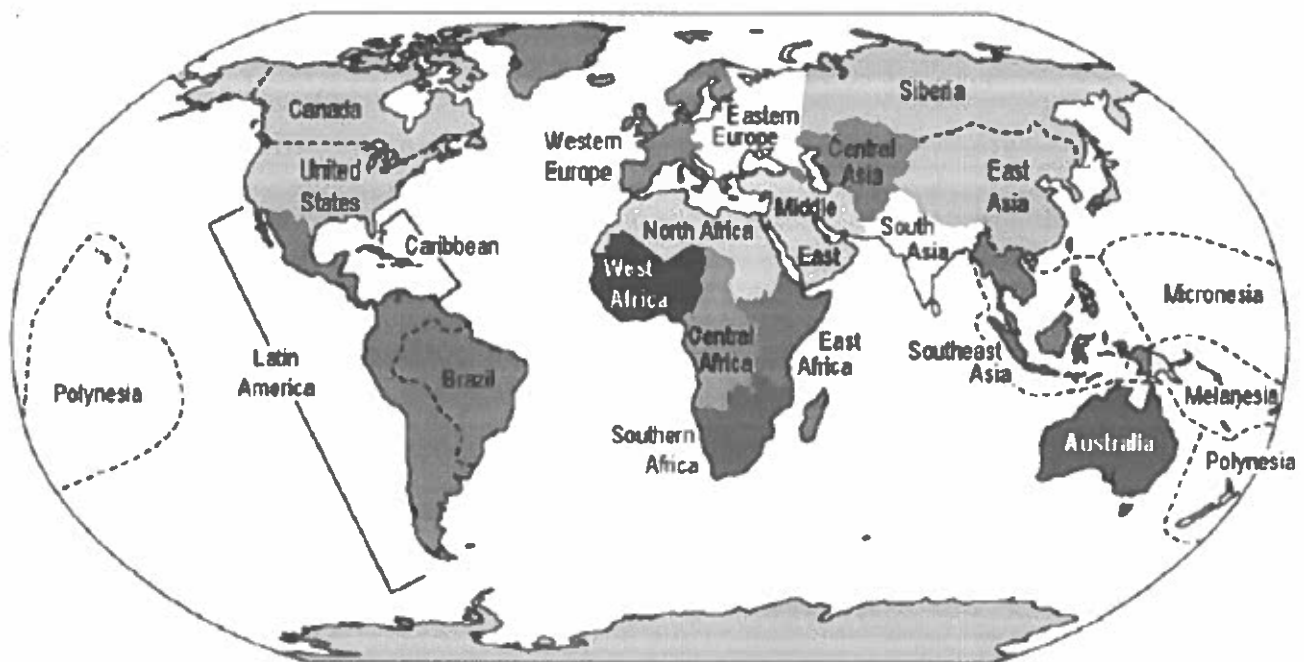 Canada
United
States
Caribbean
Latin
America
Brazil
Polynesia
Western
Europe
Eastern
Europe
Siberia
Central
Asia
East
Asia
Middle
East
South
Asia
North Africa
West
Africa
Central
Africa
East
Africa
Southern
Africa
Southeast
Asia
Micronesia
Melanesia
Australia
Polynesia